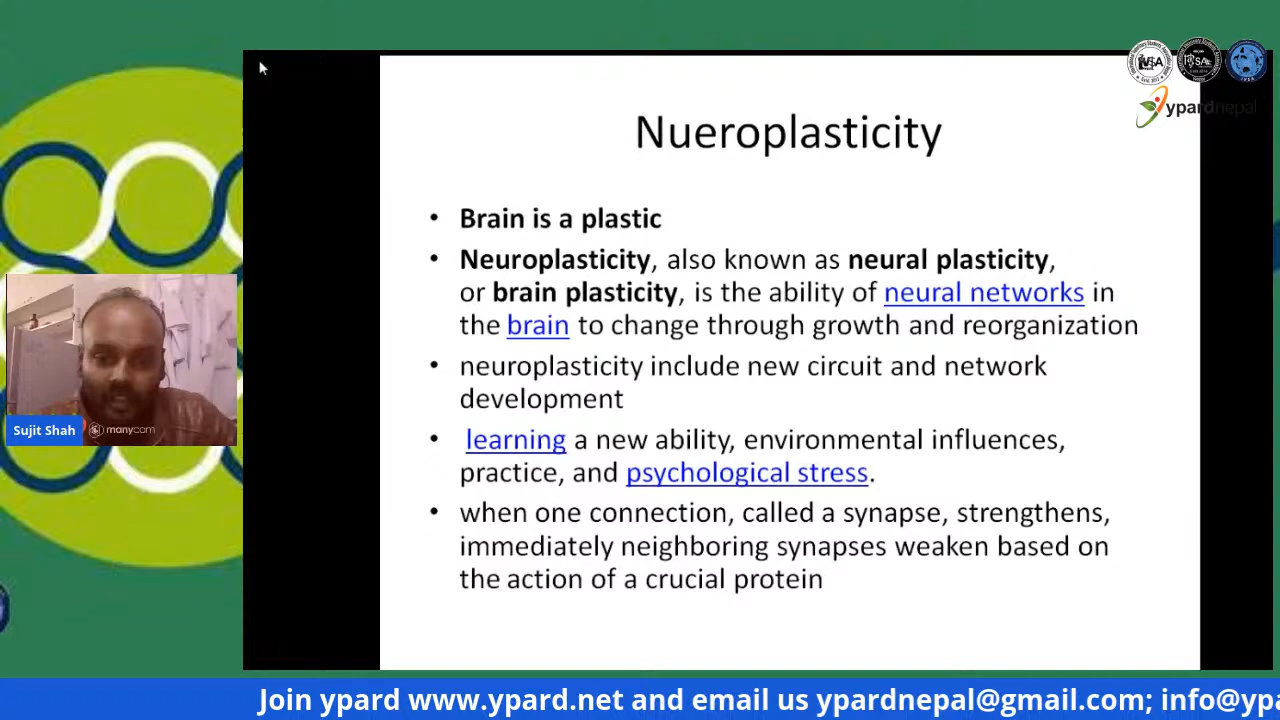 Nueroplasticity
• Brain is a plastic
• Neuroplasticity, also known as neural plasticity,
or brain plasticity, is the ability of neural networks in
the brain to change through growth and reorganization
• neuroplasticity include new circuit and network
development
• learning a new ability, environmental influences,
practice, and psychological stress.
• when one connection, called a synapse, strengthens,
immediately neighboring synapses weaken based on
the action of a crucial protein
ypardnepal
Sujit Shah
manycam
Join ypard www.ypard.net and email us ypardnepal@gmail.com; info@ypa